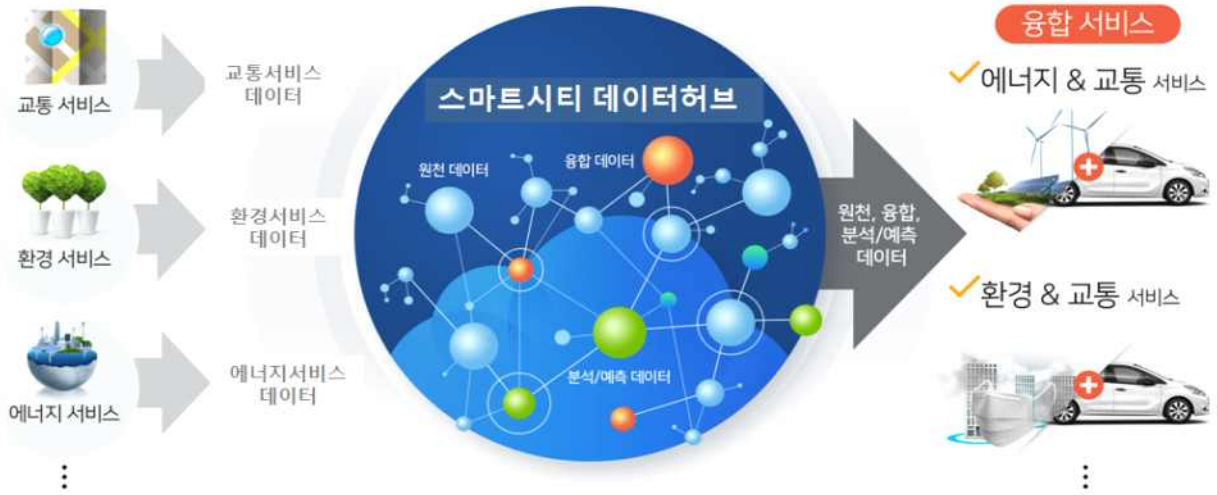 교통 서비스
교통서비스
데이터
환경 서비스
환경서비스
데이터
에너지 서비스
에너지서비스
데이터
⋮
스마트시티 데이터허브
원천 데이터
융합 데이터
분석/예측 데이터
원천, 융합,
분석/예측
데이터
융합 서비스
에너지 & 교통 서비스
환경 & 교통 서비스
⋮